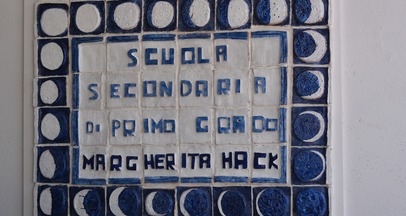 SCUOLA
SECONDARIA
DI PRIMO GRADO
MARGHERITA HACK